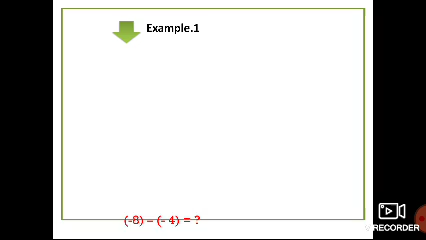 Example.1
(-8) – (- 4) = ?
RECORDER